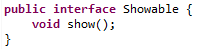 public interface Showable {
    void show();
}